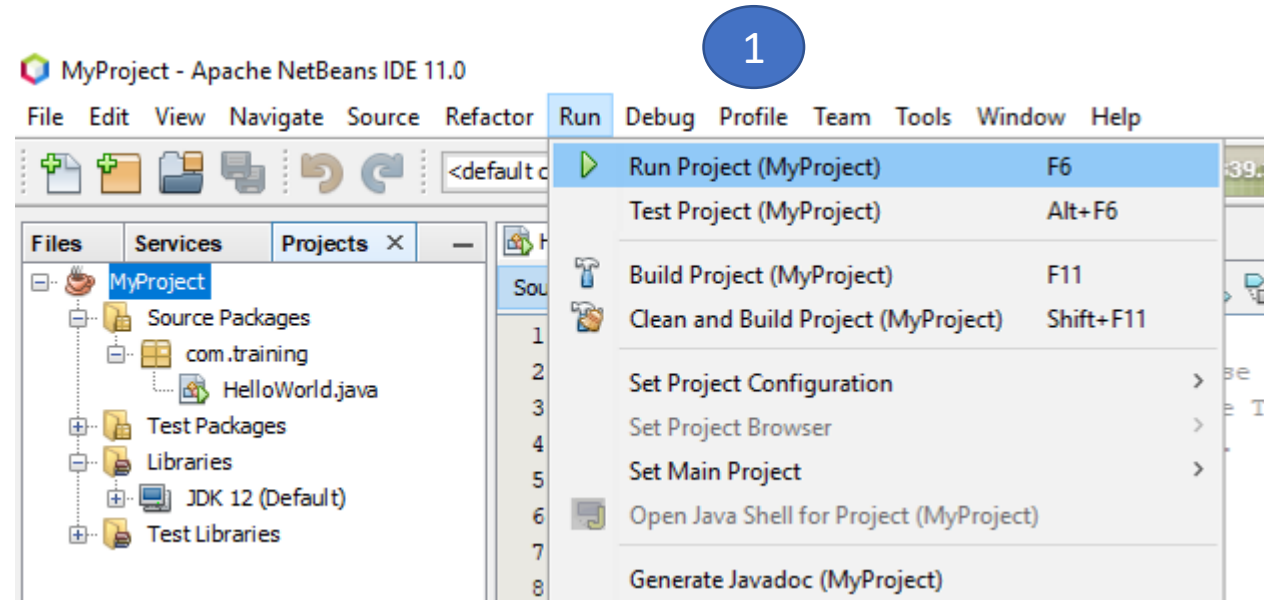 1
MyProject - Apache NetBeans IDE 11.0
File Edit View Navigate Source Refactor Run Debug Profile Team Tools Window Help
<default c
Run Project (MyProject) F6
39.
Test Project (MyProject) Alt+F6
Build Project (MyProject) F11
Clean and Build Project (MyProject) Shift+F11
Set Project Configuration >
Set Project Browser >
Set Main Project >
Open Java Shell for Project (MyProject)
Generate Javadoc (MyProject)
Files Services Projects × –
MyProject
Source Packages
com.training
HelloWorld.java
Test Packages
Libraries
JDK 12 (Default)
Test Libraries
H
Sou
1
2
3
4
5
6
7
8
se
e T